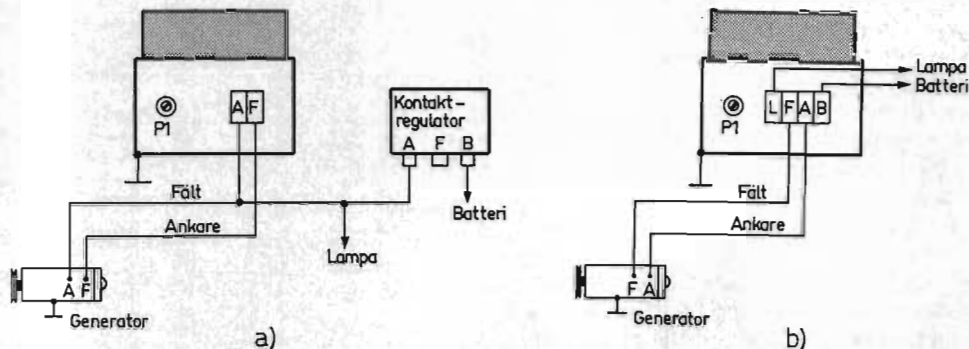 P1
A F
Kontakt-
regulator
A F B
Fält
Ankare
Batteri
Lampa
A F
Generator
a)
P1
L F A B
Lampa
Batteri
Fält
Ankare
F A
Generator
b)